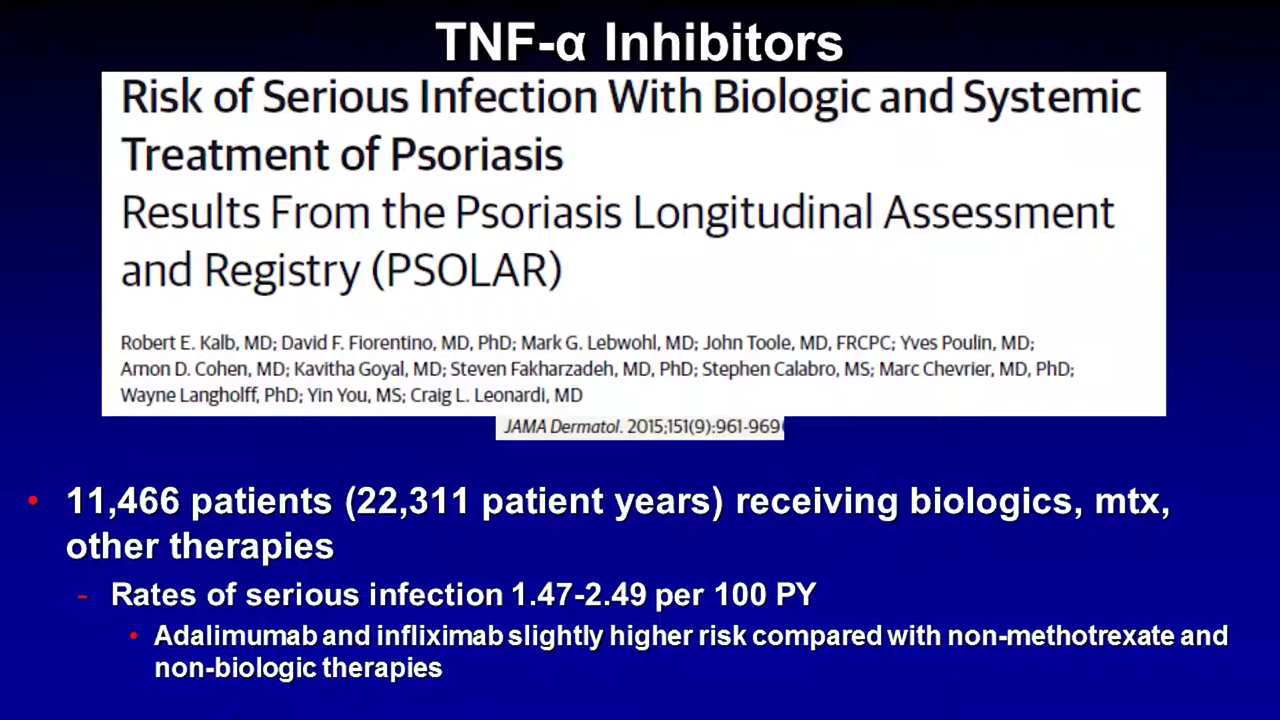 TNF-α Inhibitors
Risk of Serious Infection With Biologic and Systemic
Treatment of Psoriasis
Results From the Psoriasis Longitudinal Assessment
and Registry (PSOLAR)
Robert E. Kalb, MD; David F. Fiorentino, MD, PhD; Mark G. Lebwohl, MD; John Toole, MD, FRCPC; Yves Poulin, MD;
Arnon D. Cohen, MD; Kavitha Goyal, MD; Steven Fakharzadeh, MD, PhD; Stephen Calabro, MS; Marc Chevrier, MD, PhD;
Wayne Langholff, PhD; Yin You, MS; Craig L. Leonardi, MD
JAMA Dermatol. 2015;151(9):961-969
• 11,466 patients (22,311 patient years) receiving biologics, mtx,
other therapies
- Rates of serious infection 1.47-2.49 per 100 PY
• Adalimumab and infliximab slightly higher risk compared with non-methotrexate and
non-biologic therapies